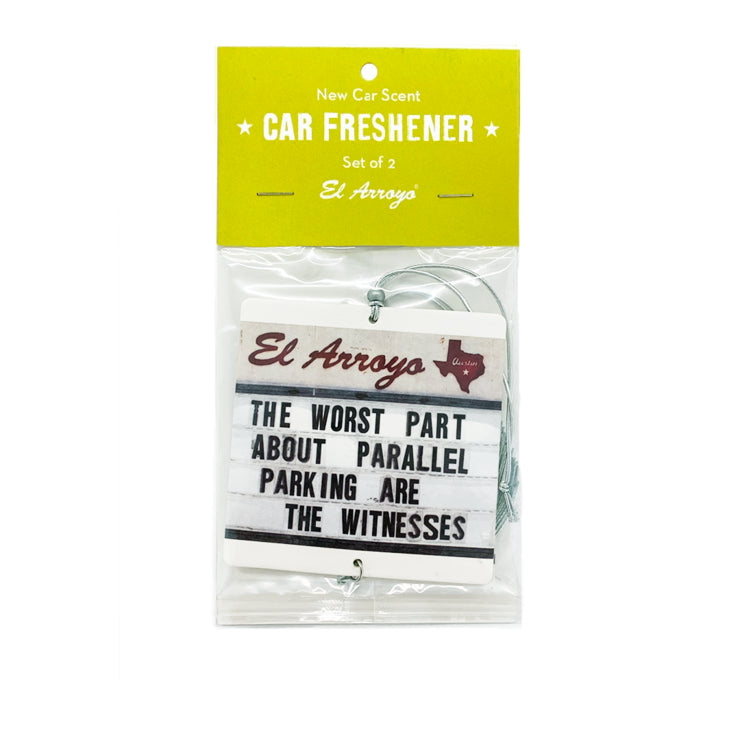 New Car Scent
★ CAR FRESHENER ★
Set of 2
El Arroyo®
El Arroyo
Austin
THE WORST PART
ABOUT PARALLEL
PARKING ARE
THE WITNESSES